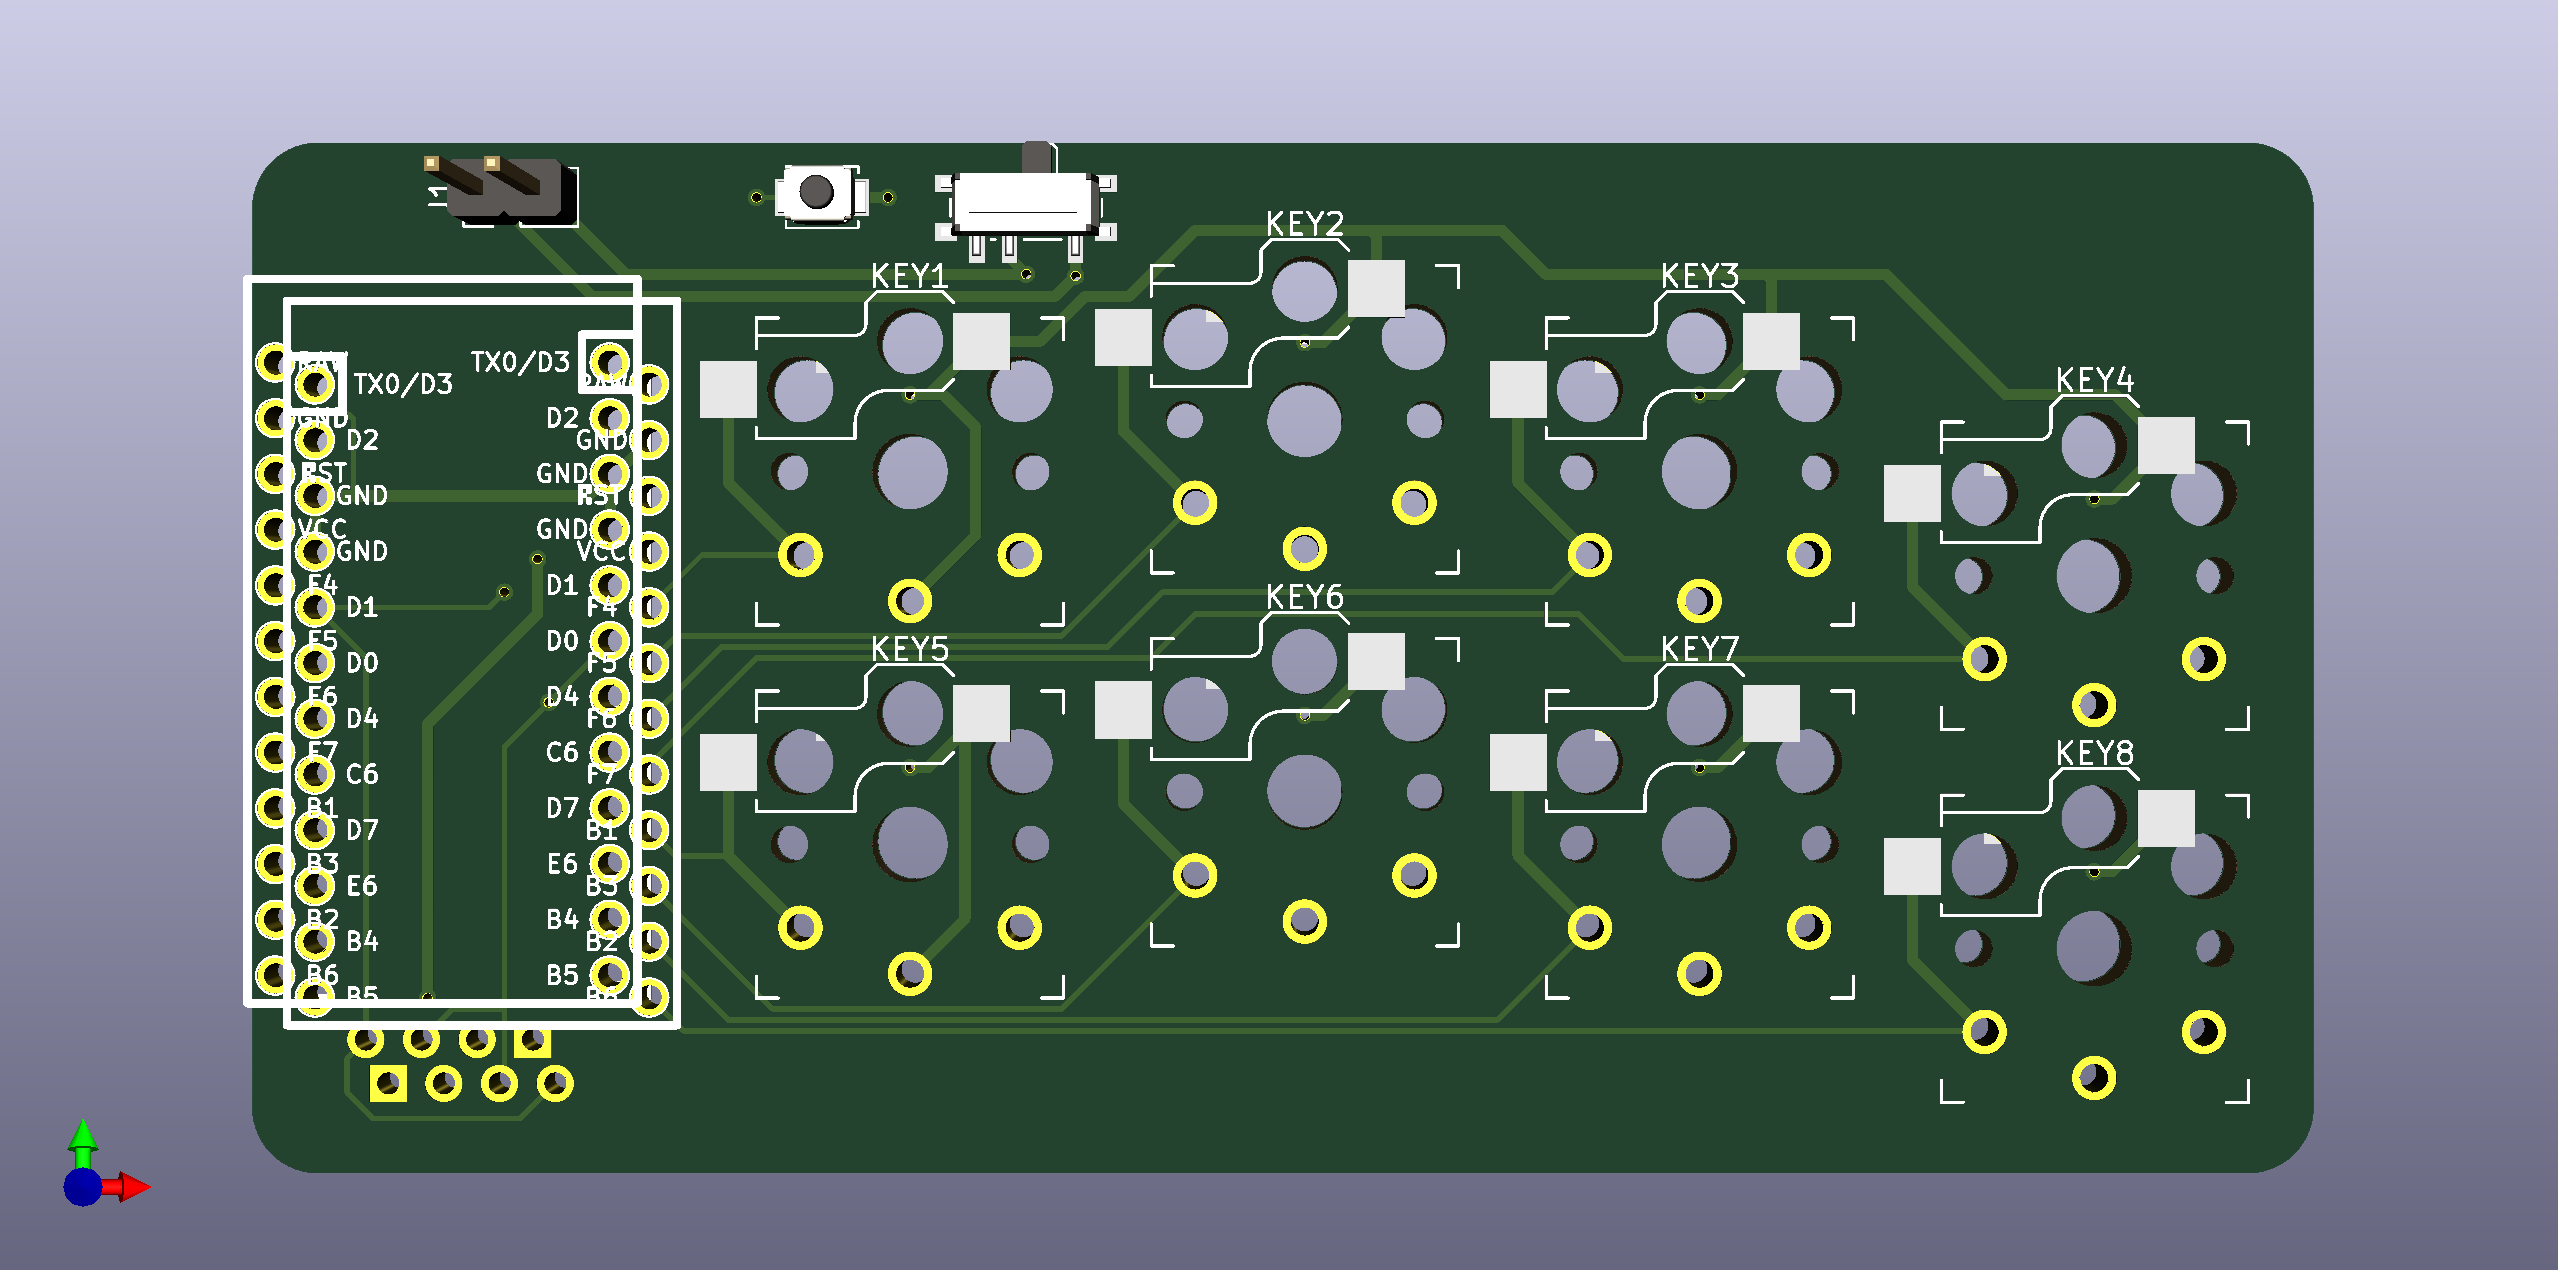 J1
KEY2
KEY1
KEY3
KEY4
RAW
TX0/D3
TX0/D3
RAW
GND
D2
D2
GND
RST
GND
GND
RST
VCC
GND
GND
VCC
F4
D1
D1
F4
F5
D0
D0
F5
F6
D4
D4
F6
F7
C6
C6
F7
B1
D7
D7
B1
B3
E6
E6
B3
B2
B4
B4
B2
B6
B5
B5
B6
KEY6
KEY5
KEY7
KEY8